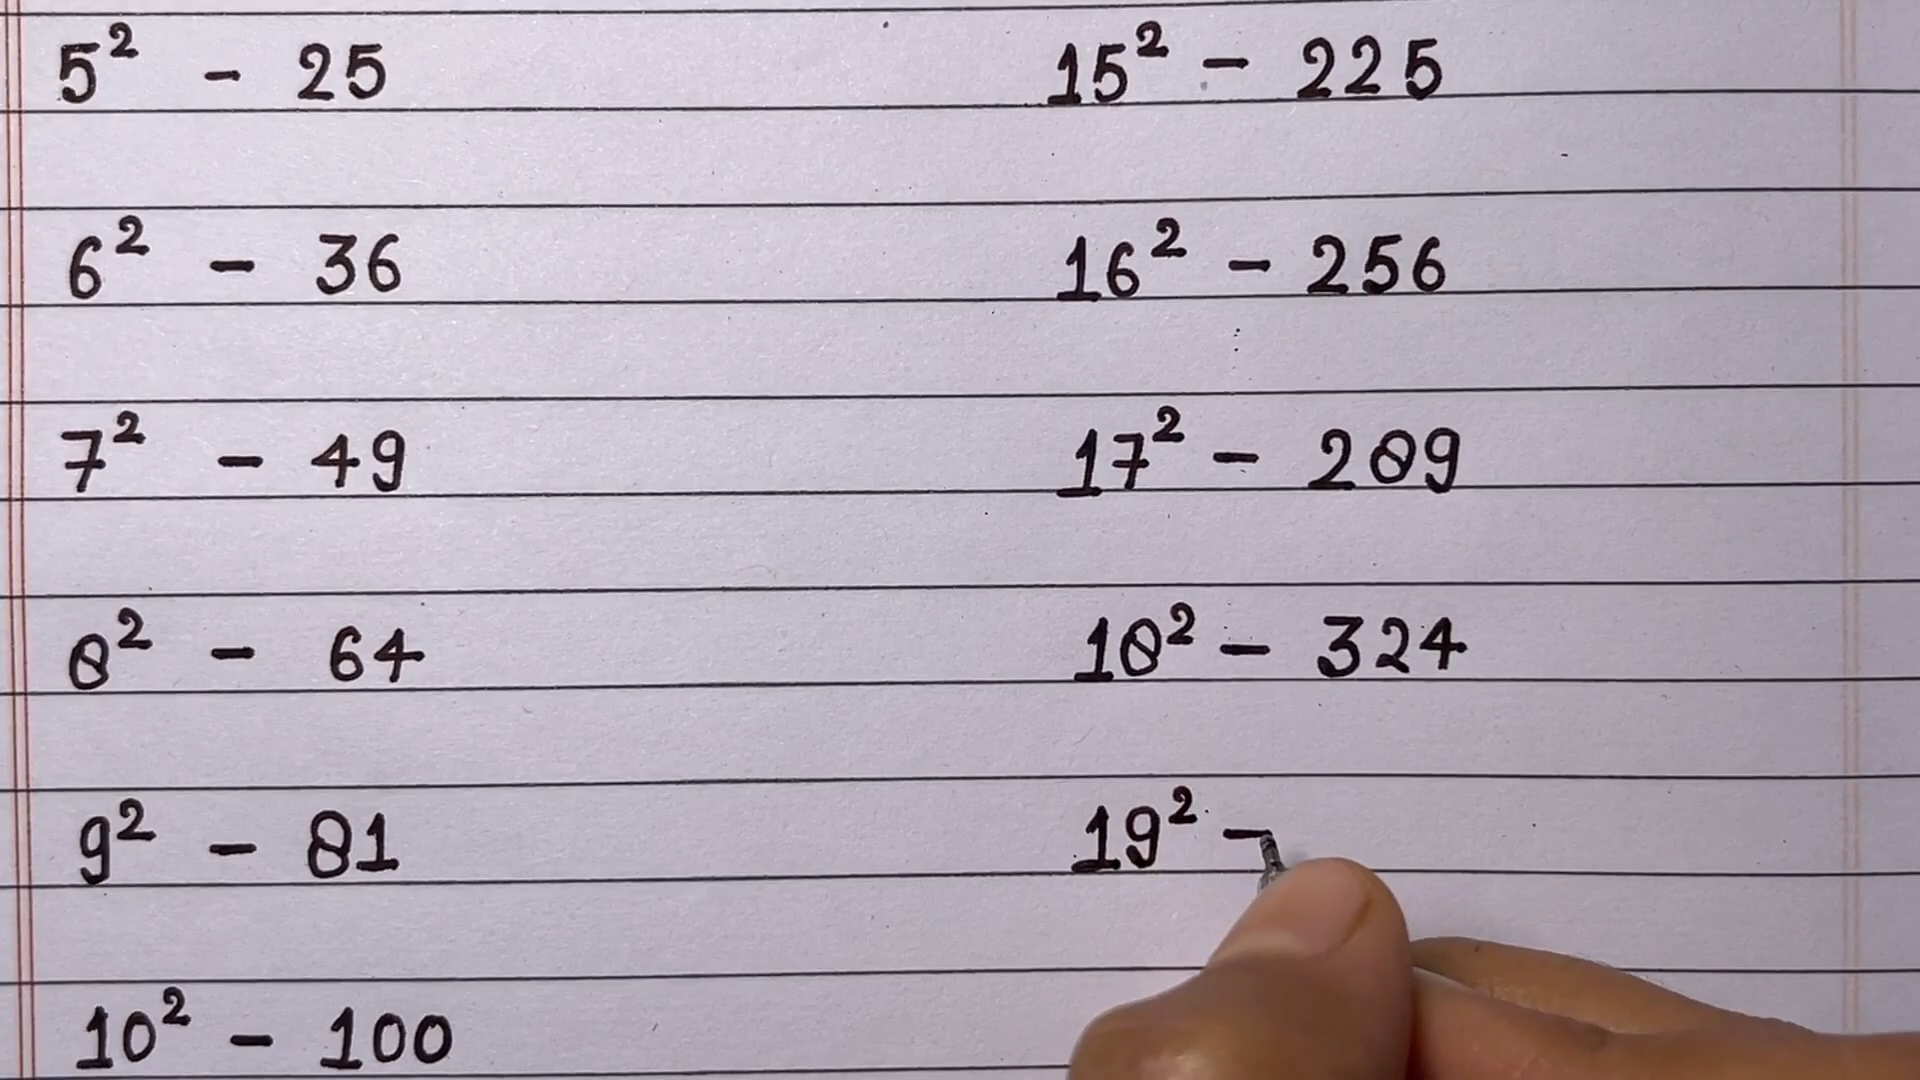 5² - 25
6² - 36
7² - 49
8² - 64
9² - 81
10² - 100
15² - 225
16² - 256
17² - 289
18² - 324
19² -